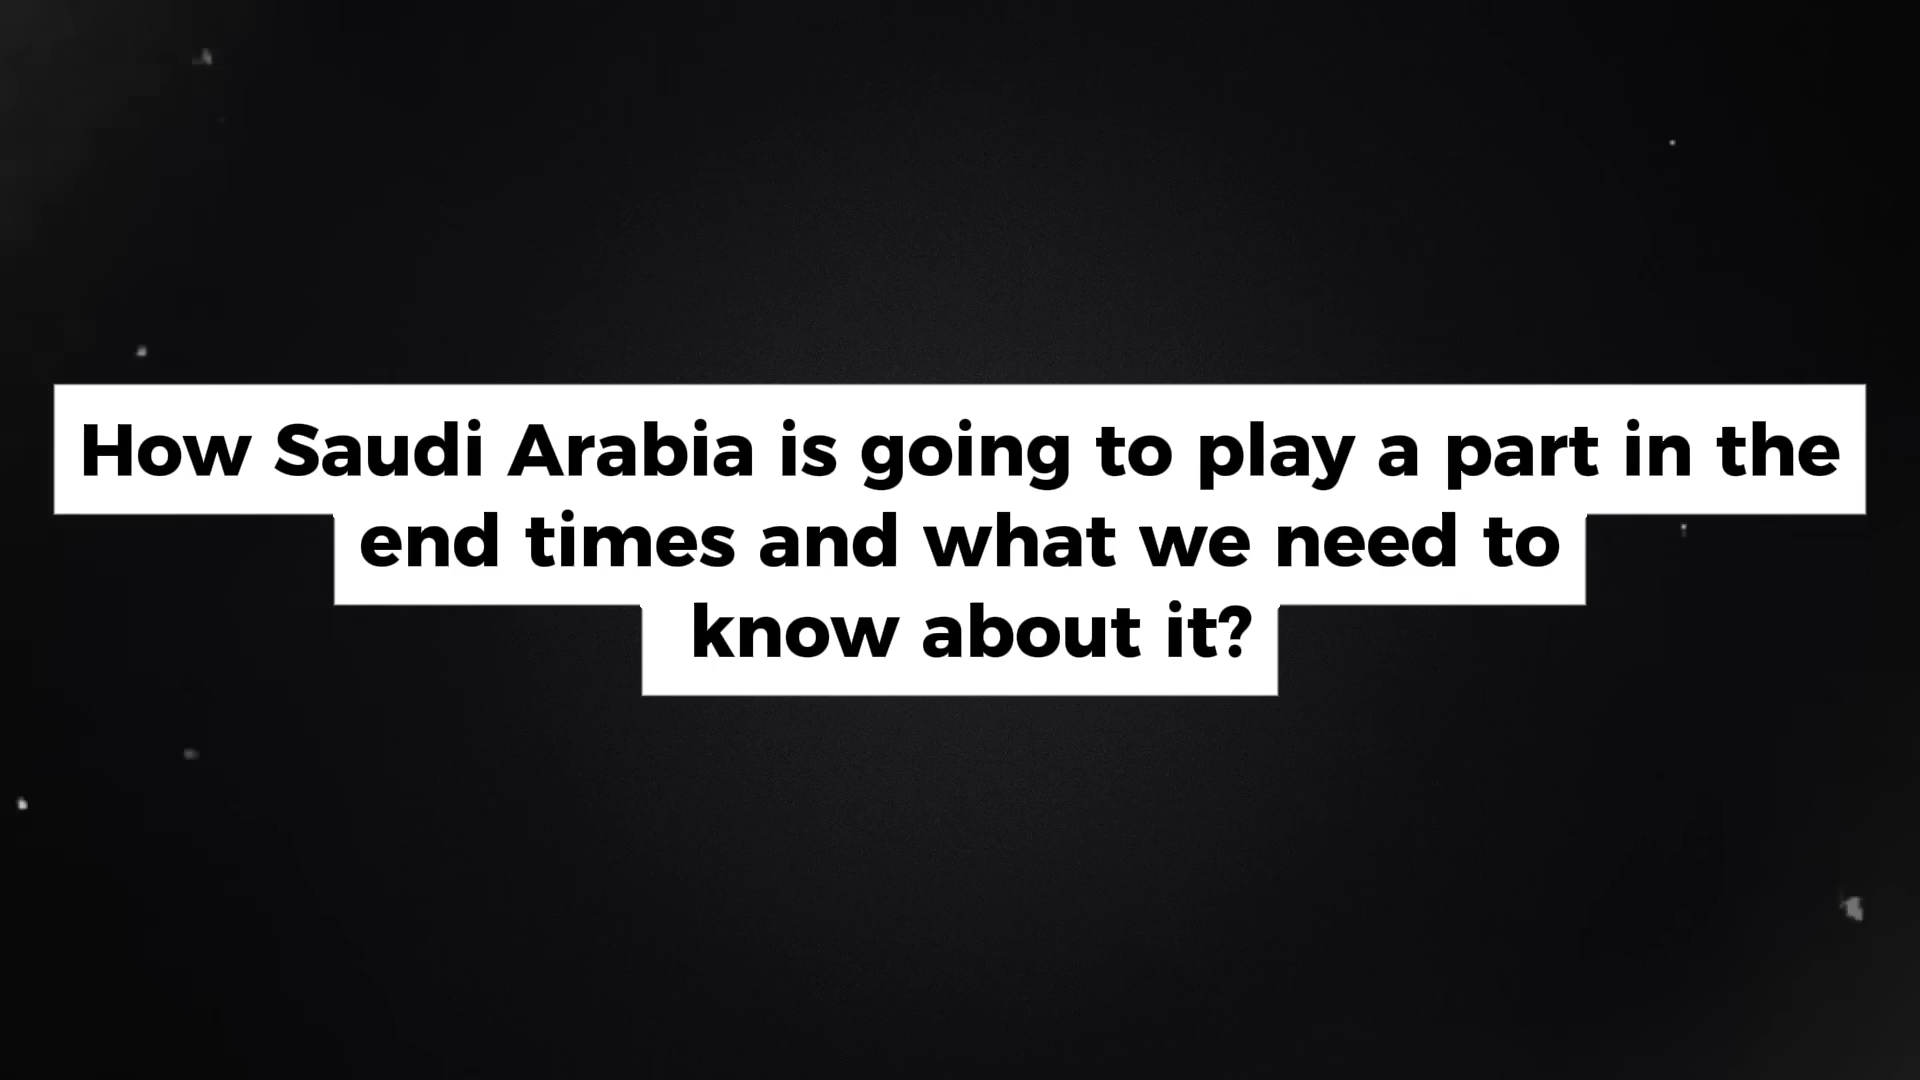 How Saudi Arabia is going to play a part in the
end times and what we need to
know about it?